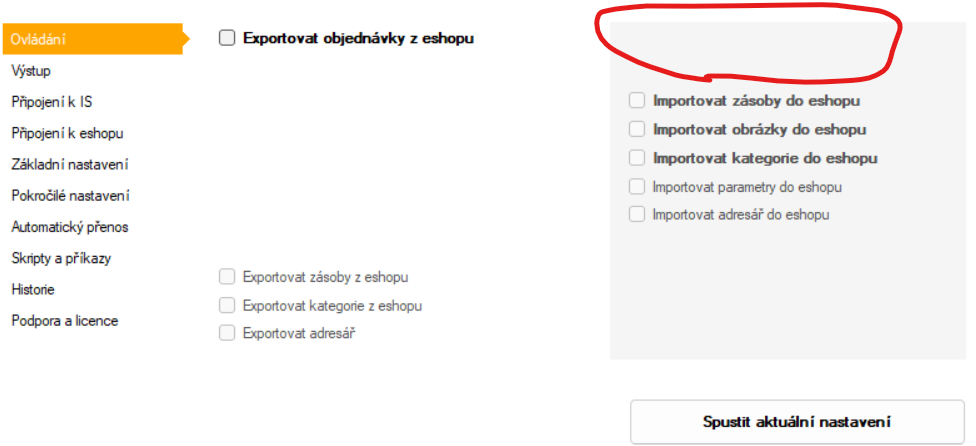 Ovládání
Výstup
Připojení k IS
Připojení k eshopu
Základní nastavení
Pokročilé nastavení
Automatický přenos
Skripty a příkazy
Historie
Podpora a licence
Exportovat objednávky z eshopu
Exportovat zásoby z eshopu
Exportovat kategorie z eshopu
Exportovat adresář
Importovat zásoby do eshopu
Importovat obrázky do eshopu
Importovat kategorie do eshopu
Importovat parametry do eshopu
Importovat adresář do eshopu
Spustit aktuální nastavení